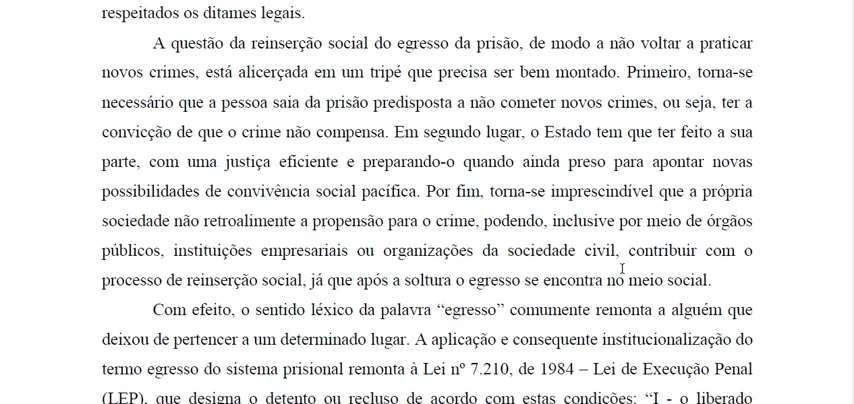 respeitados os ditames legais.
A questão da reinserção social do egresso da prisão, de modo a não voltar a praticar
novos crimes, está alicerçada em um tripé que precisa ser bem montado. Primeiro, torna-se
necessário que a pessoa saia da prisão predisposta a não cometer novos crimes, ou seja, ter a
convicção de que o crime não compensa. Em segundo lugar, o Estado tem que ter feito a sua
parte, com uma justiça eficiente e preparando-o quando ainda preso para apontar novas
possibilidades de convivência social pacífica. Por fim, torna-se imprescindível que a própria
sociedade não retroalimente a propensão para o crime, podendo, inclusive por meio de órgãos
públicos, instituições empresariais ou organizações da sociedade civil, contribuir com o
processo de reinserção social, já que após a soltura o egresso se encontra no meio social.
Com efeito, o sentido léxico da palavra “egresso” comumente remonta a alguém que
deixou de pertencer a um determinado lugar. A aplicação e consequente institucionalização do
termo egresso do sistema prisional remonta à Lei nº 7.210, de 1984 – Lei de Execução Penal
(LEP), que designa o detento ou recluso de acordo com estas condições: “I - o liberado